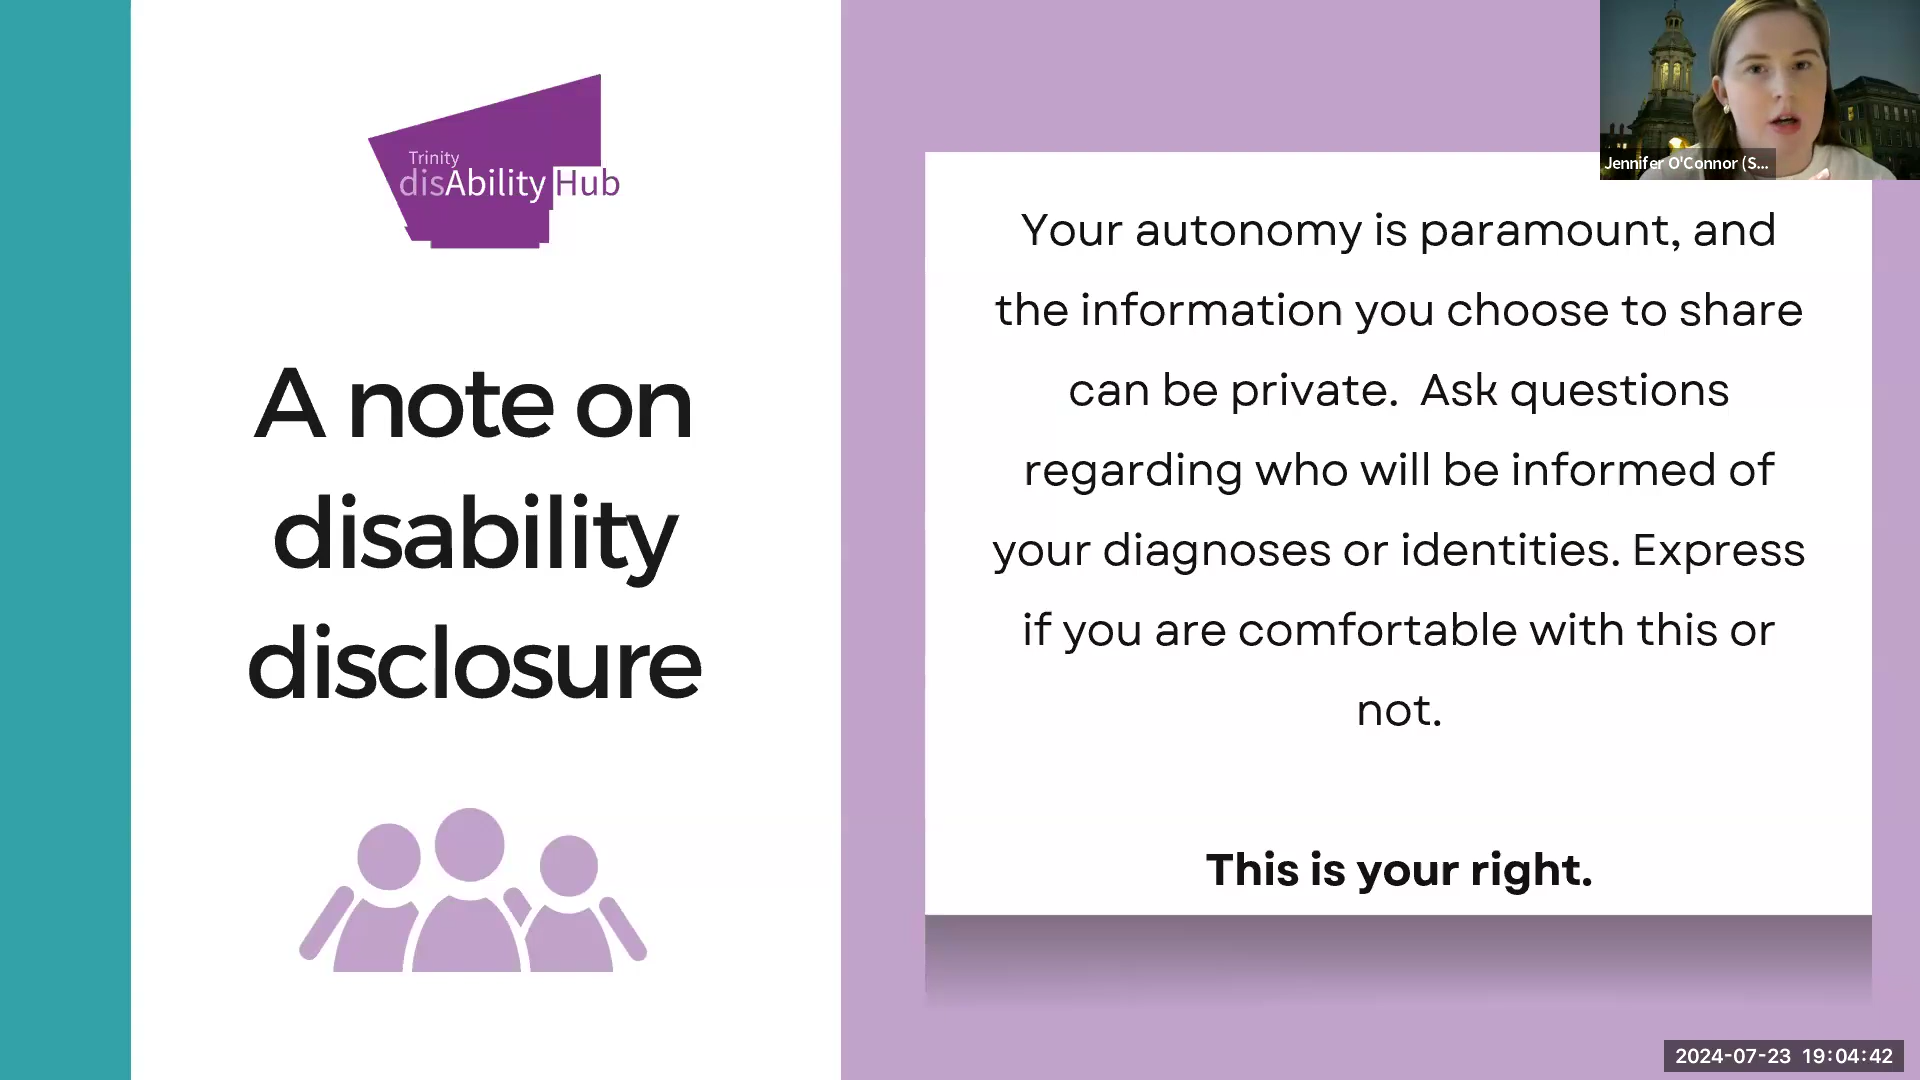 Trinity
disAbility Hub
A note on
disability
disclosure
Your autonomy is paramount, and
the information you choose to share
can be private.  Ask questions
regarding who will be informed of
your diagnoses or identities. Express
if you are comfortable with this or
not.
This is your right.
Jennifer O'Connor (S...
2024-07-23 19:04:42